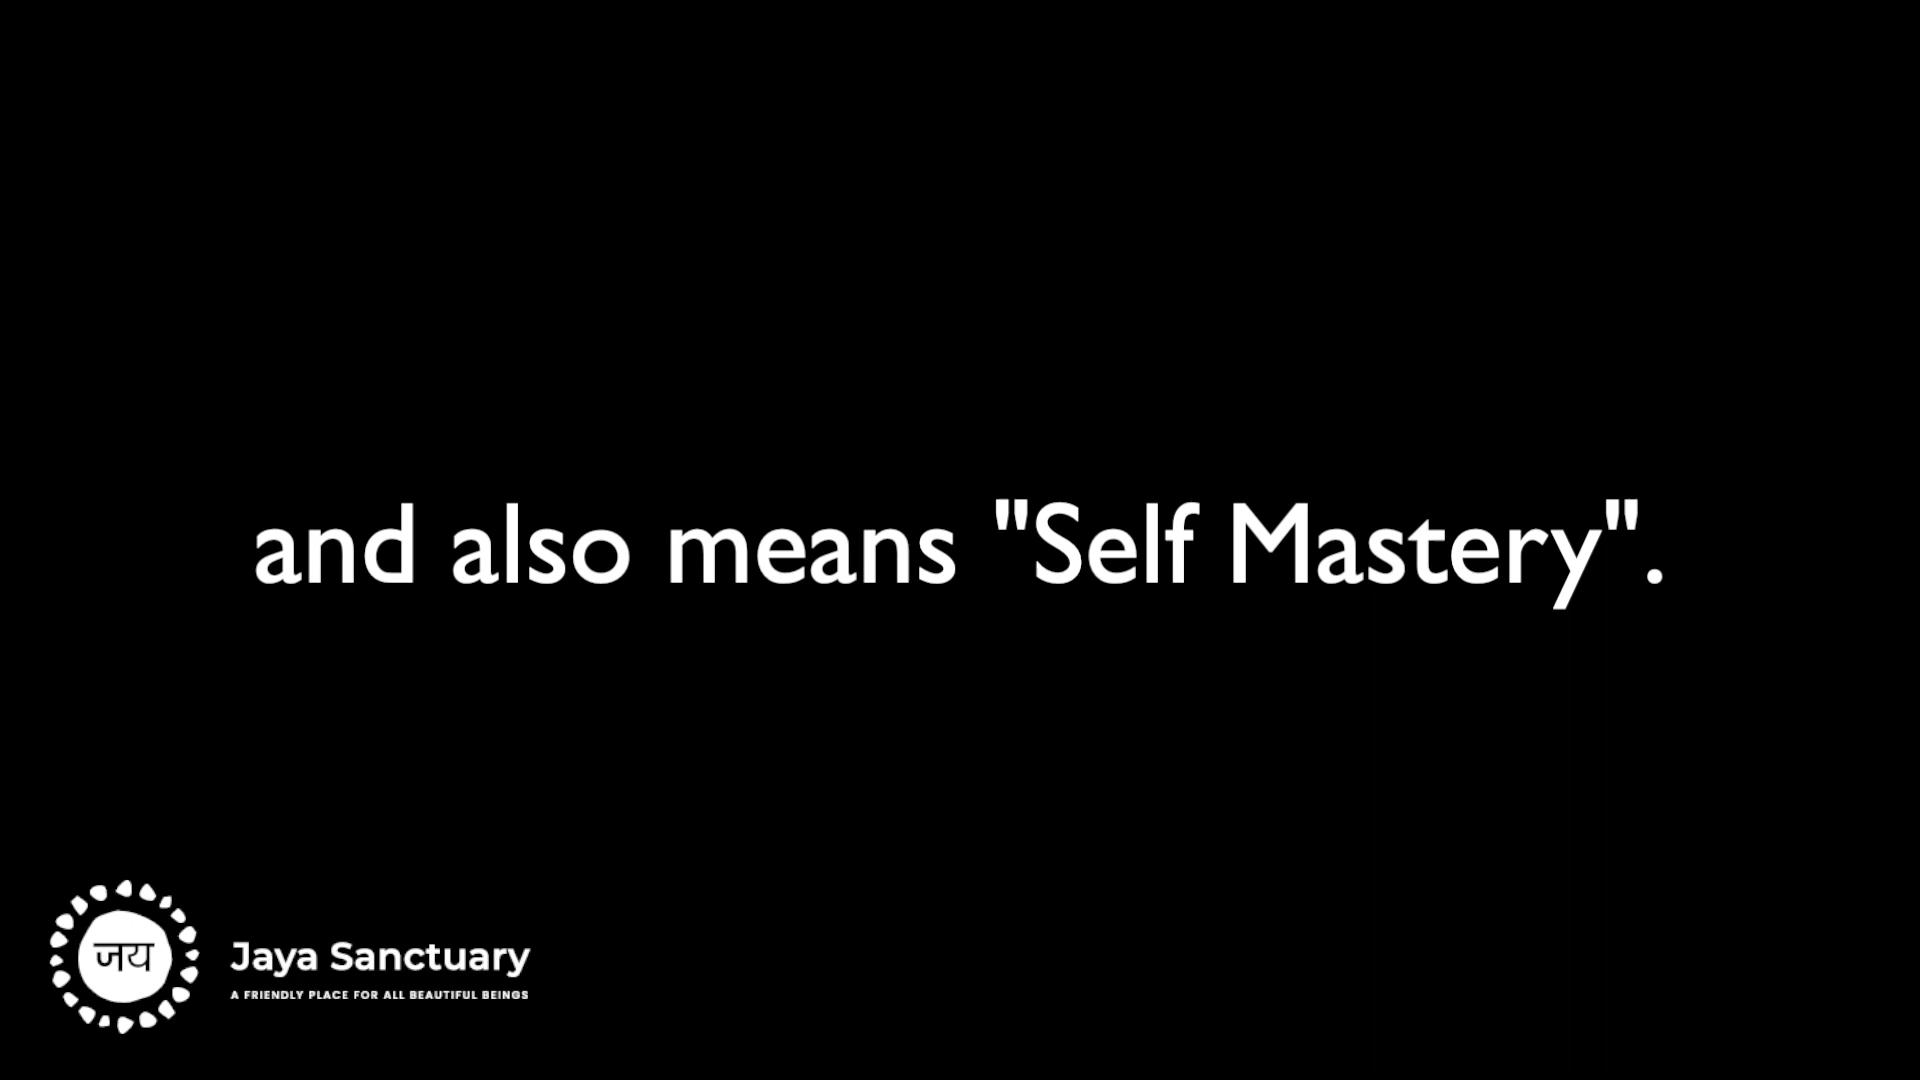 and also means "Self Mastery".
जय
Jaya Sanctuary
A FRIENDLY PLACE FOR ALL BEAUTIFUL BEINGS